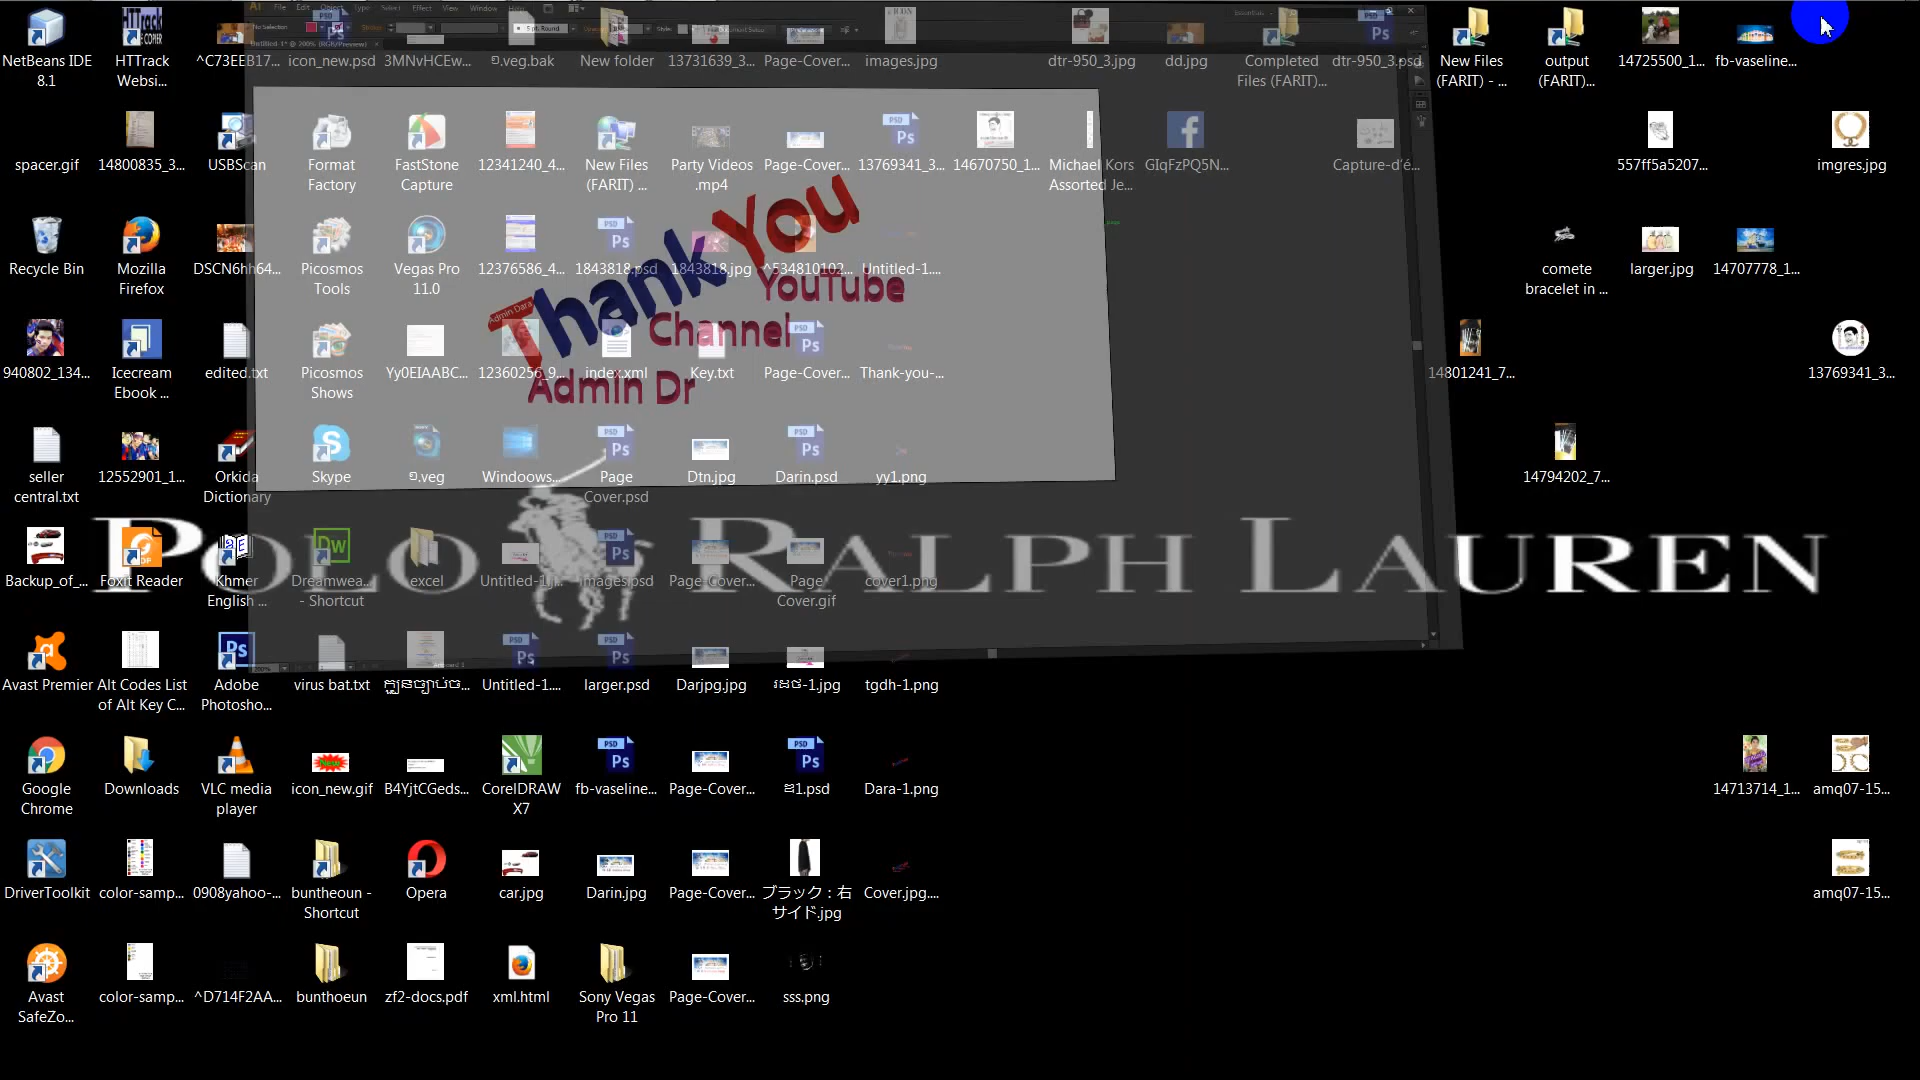 NetBeans IDE 8.1
HTTrack Websi...
^C73EEB17...
icon_new.psd
3MNvHCEw...
ອ.veg.bak
New folder
13731639_3...
Page-Cover...
images.jpg
dtr-950_3.jpg
dd.jpg
Completed Files (FARIT)...
dtr-950_3.psd
New Files (FARIT) - ...
output (FARIT)...
14725500_1...
fb-vaseline...
spacer.gif
14800835_3...
USBScan
Format Factory
FastStone Capture
12341240_4...
New Files (FARIT) ...
Party Videos .mp4
Page-Cover...
13769341_3...
14670750_1...
Michael Kors Assorted Je...
GIqFzPQ5N...
Capture-d'é...
557ff5a5207...
imgres.jpg
Recycle Bin
Mozilla Firefox
DSCN6hh64...
Picosmos Tools
Vegas Pro 11.0
12376586_4...
1843818.psd
1843818.jpg
^534810102...
Untitled-1....
comete bracelet in ...
larger.jpg
14707778_1...
Thank You
Admin Dara
YouTube
Channel
Admin Dr
940802_134...
Icecream Ebook ...
edited.txt
Picosmos Shows
Yy0EIAABC...
12360256_9...
index.xml
Key.txt
Page-Cover...
Thank-you-...
14801241_7...
13769341_3...
seller central.txt
12552901_1...
Orkida Dictionary
Skype
Windoows...
Page Cover.psd
Dtn.jpg
Darin.psd
yy1.png
14794202_7...
POLO RALPH LAUREN
Backup_of_...
Foxit Reader
Khmer English ...
Dreamwea... - Shortcut
excel
Untitled-1.j...
images.psd
Page-Cover...
Page Cover.gif
cover1.png
Avast Premier
Alt Codes List of Alt Key C...
Adobe Photosho...
virus bat.txt
Untitled-1....
larger.psd
Darjpg.jpg
tgdh-1.png
Google Chrome
Downloads
VLC media player
icon_new.gif
B4YjtCGeds...
CorelDRAW X7
fb-vaseline...
Page-Cover...
Dara-1.png
14713714_1...
amq07-15...
DriverToolkit
color-samp...
0908yahoo-...
buntheoun - Shortcut
Opera
car.jpg
Darin.jpg
Page-Cover...
ブラック：右サイド.jpg
Cover.jpg....
amq07-15...
Avast SafeZo...
color-samp...
^D714F2AA...
bunthoeun
zf2-docs.pdf
xml.html
Sony Vegas Pro 11
Page-Cover...
sss.png